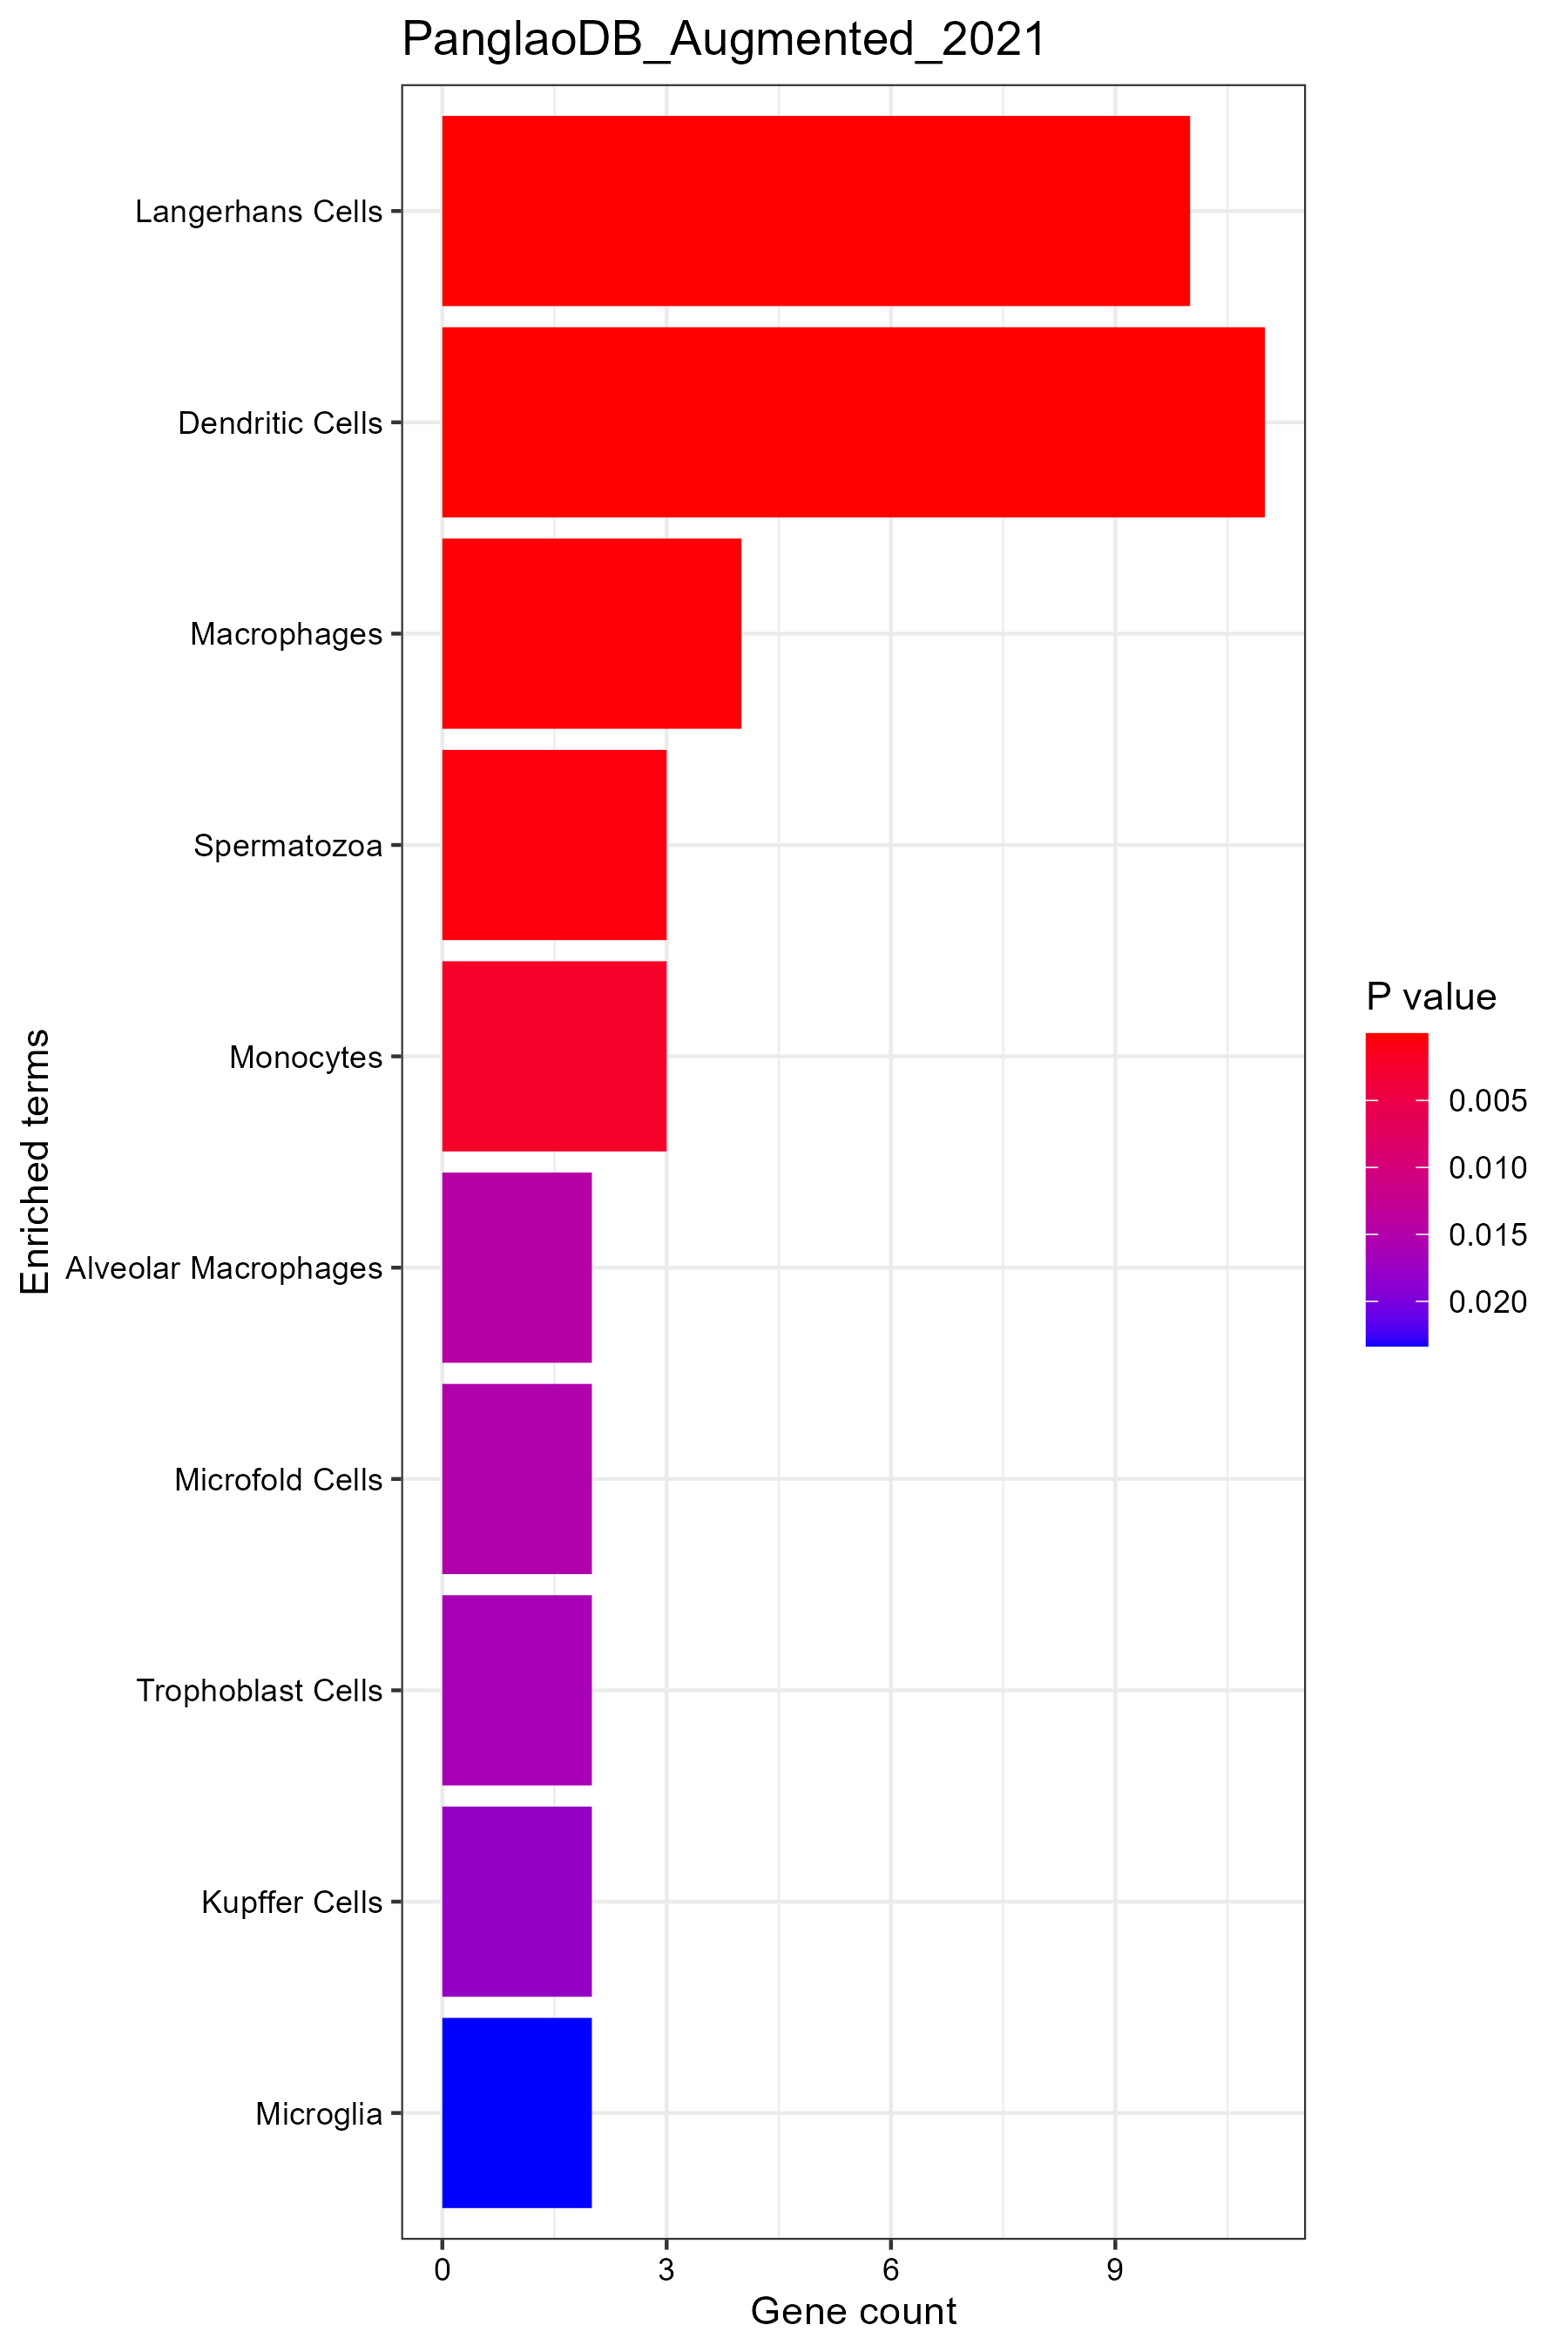 PanglaoDB_Augmented_2021
Enriched terms
Langerhans Cells
Dendritic Cells
Macrophages
Spermatozoa
Monocytes
Alveolar Macrophages
Microfold Cells
Trophoblast Cells
Kupffer Cells
Microglia
0 3 6 9
Gene count
P value
0.005
0.010
0.015
0.020